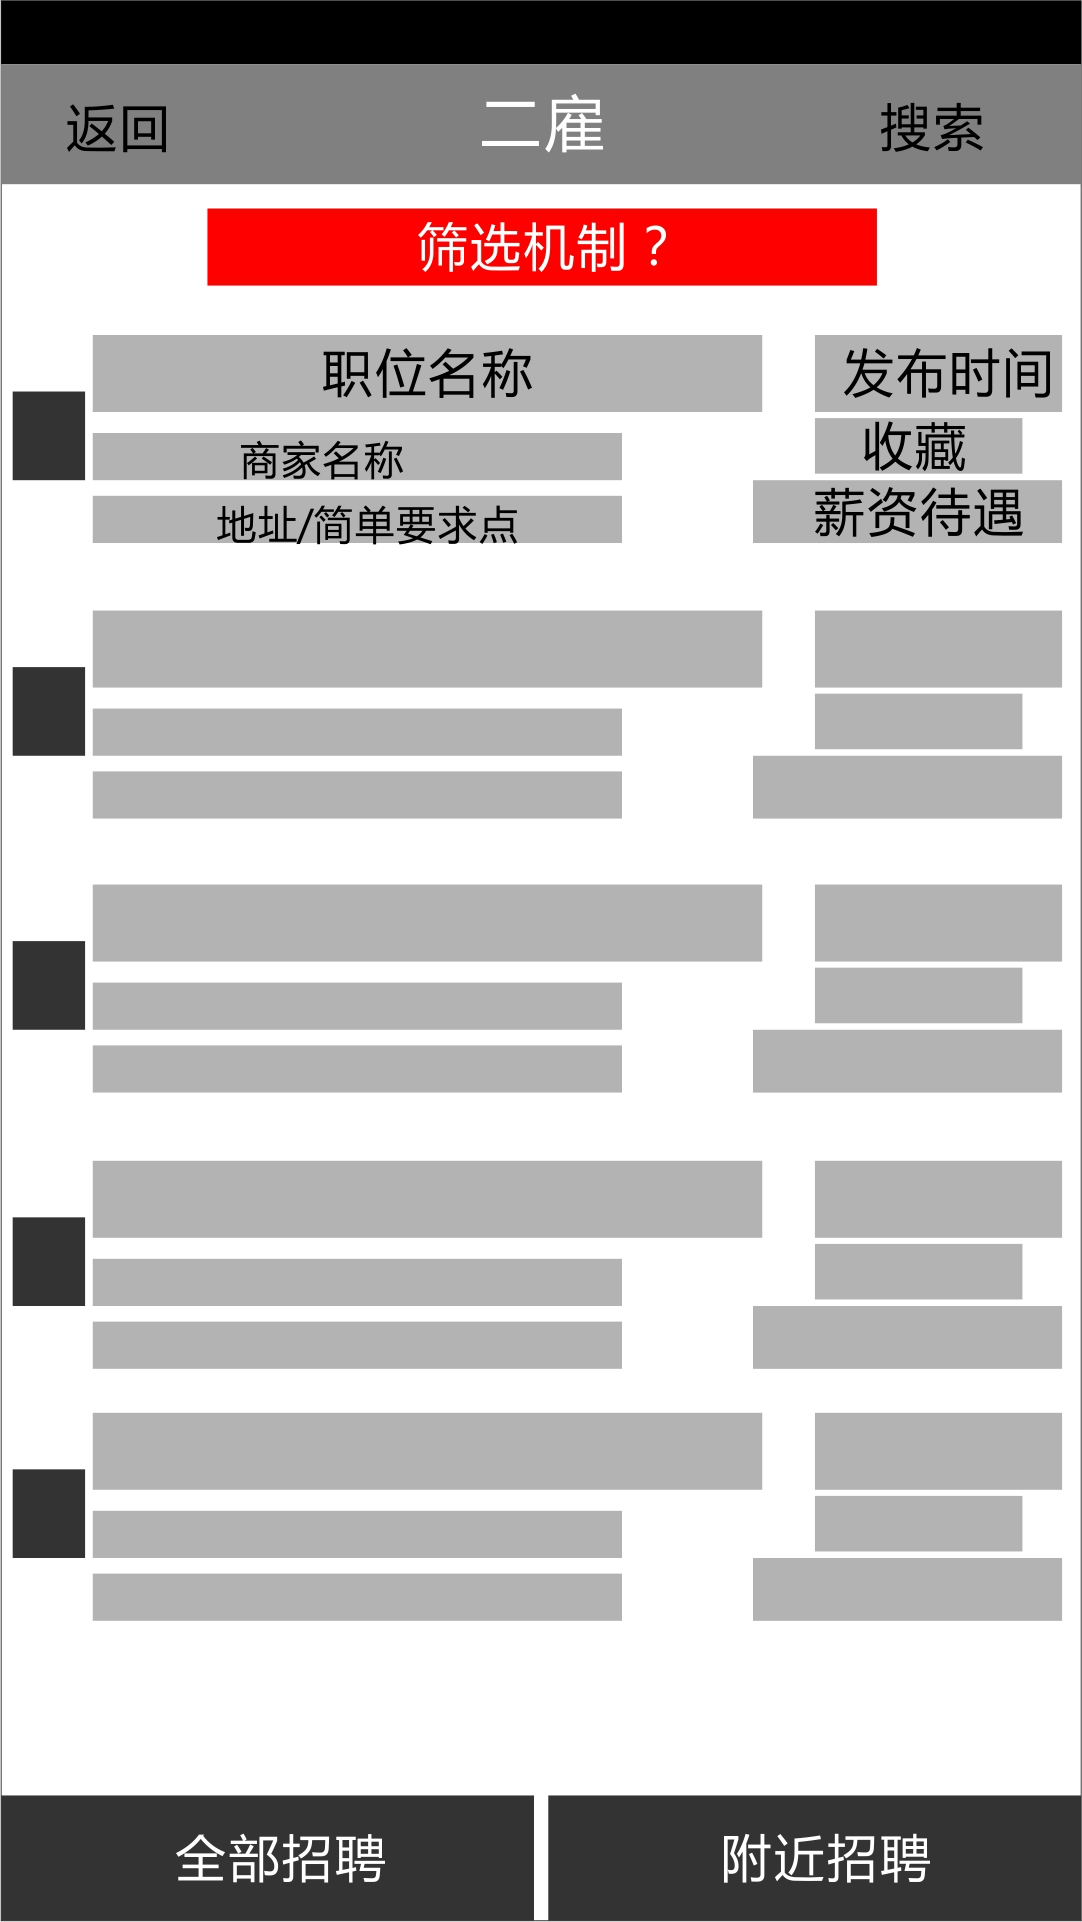 返回 二雇 搜索
筛选机制？
职位名称 发布时间
商家名称 收藏
地址/简单要求点 薪资待遇
全部招聘 附近招聘